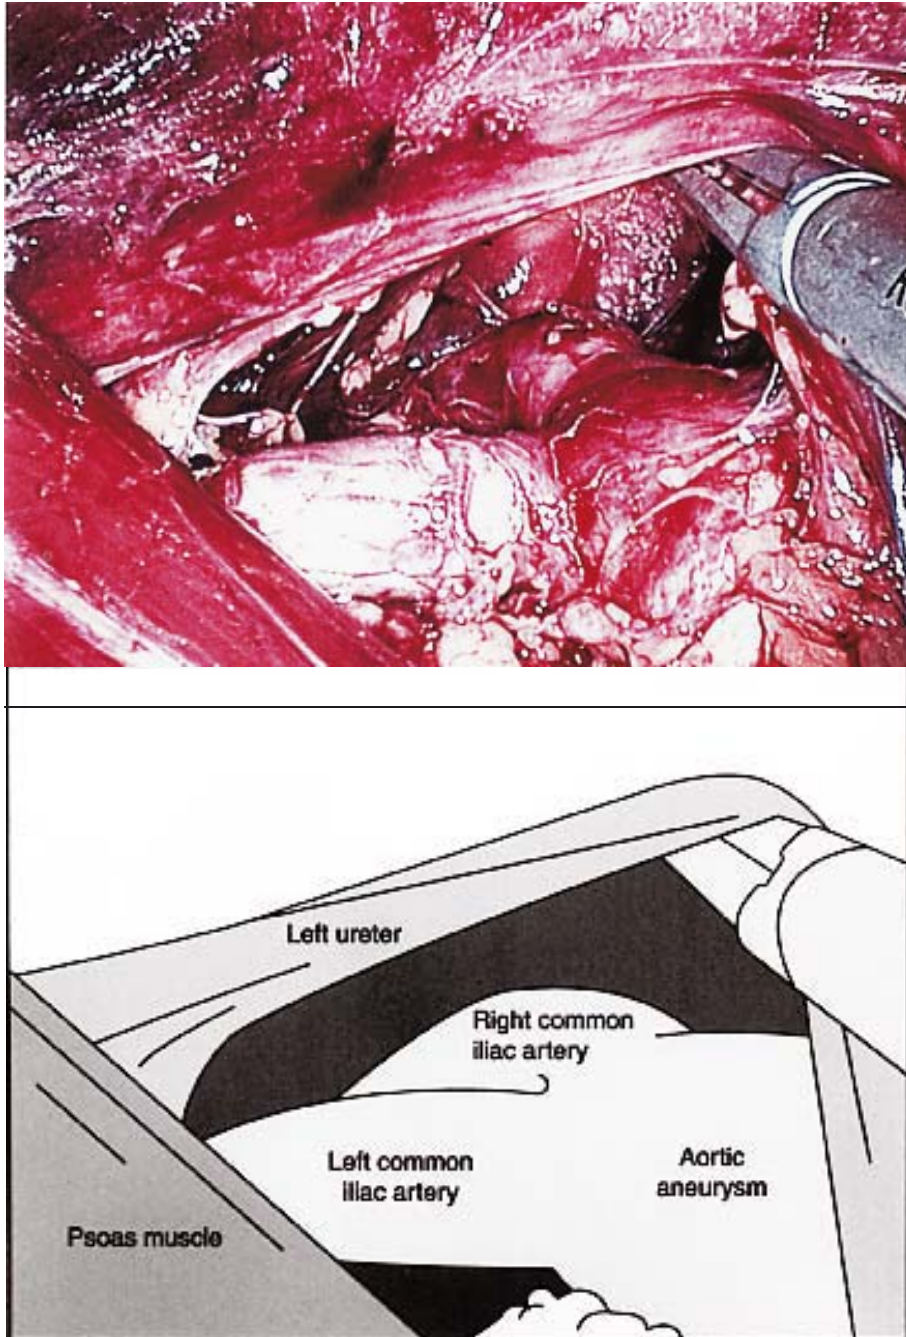 Left ureter
Right common
iliac artery
Left common
iliac artery
Aortic
aneurysm
Psoas muscle